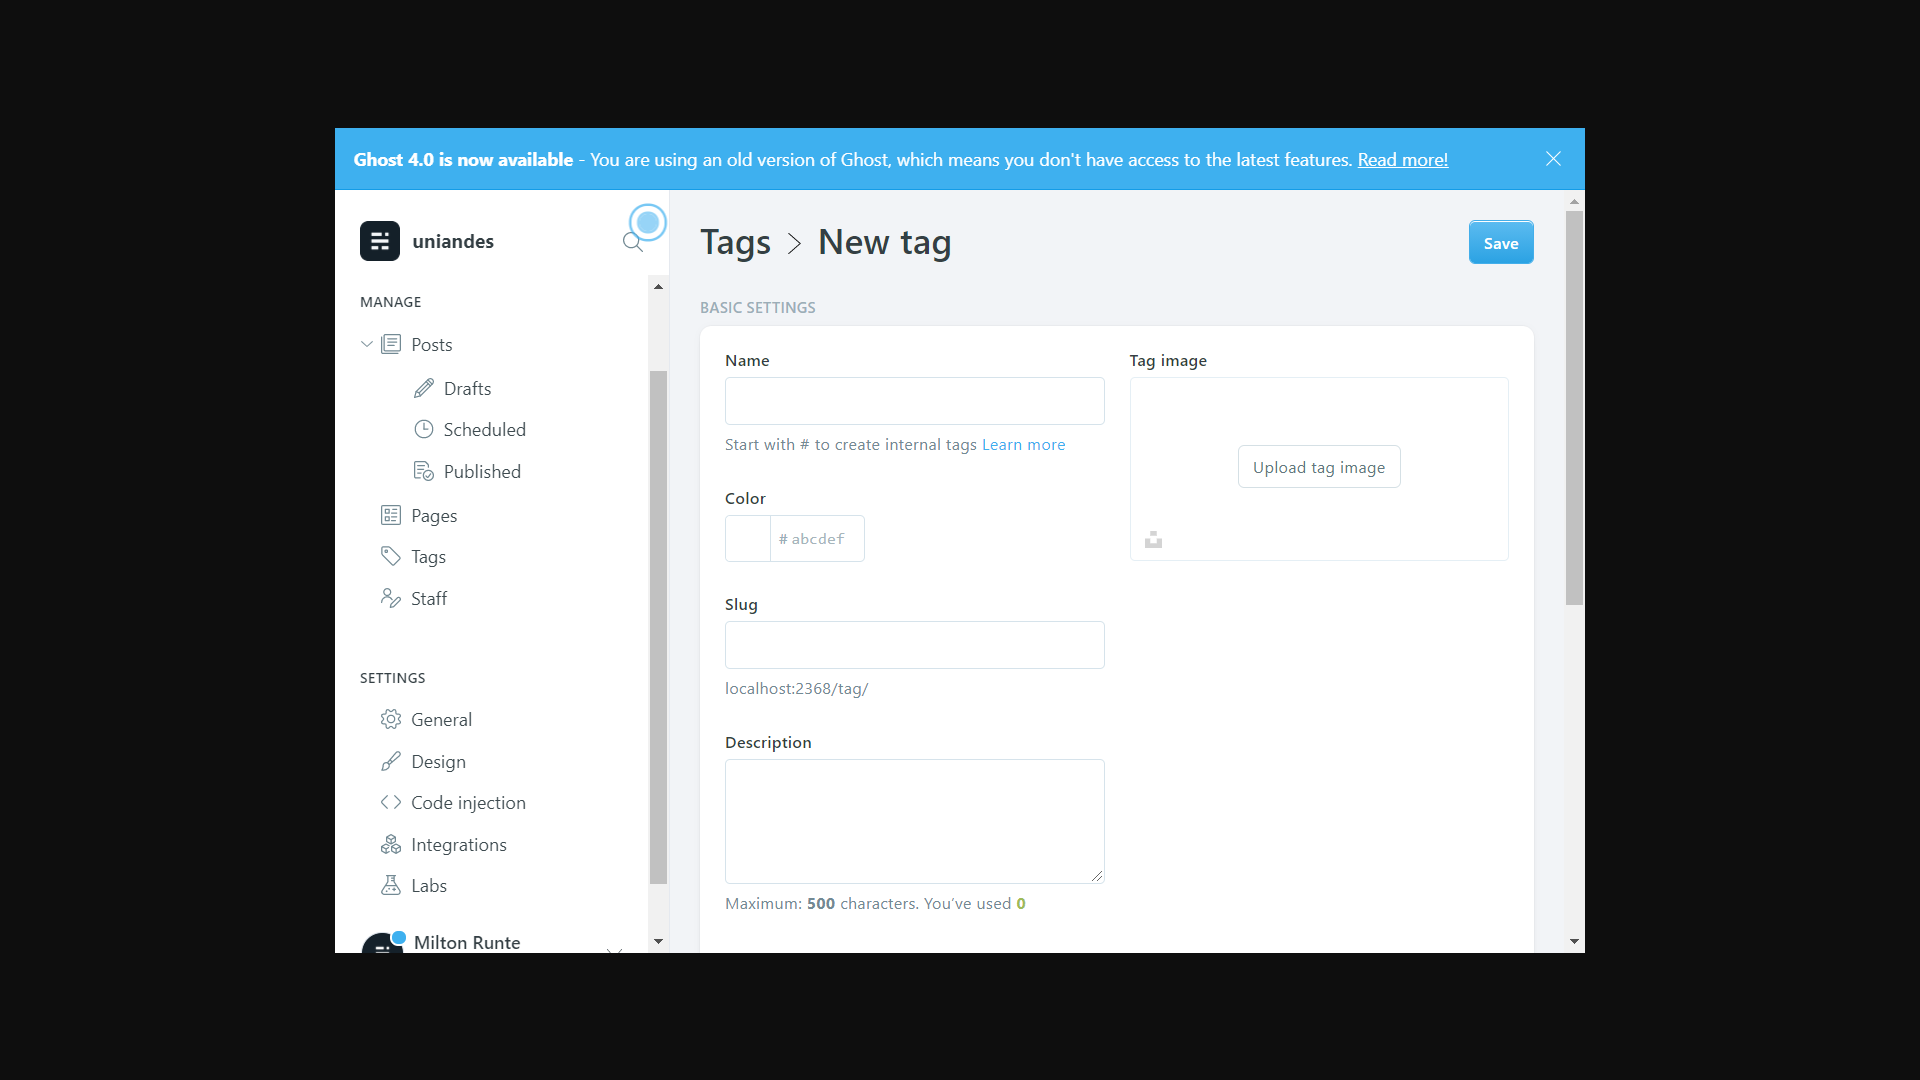 Ghost 4.0 is now available - You are using an old version of Ghost, which means you don't have access to the latest features. Read more!
uniandes
MANAGE
Posts
Drafts
Scheduled
Published
Pages
Tags
Staff
SETTINGS
General
Design
Code injection
Integrations
Labs
Milton Runte
Tags > New tag
Save
BASIC SETTINGS
Name
Start with # to create internal tags Learn more
Color
# abcdef
Slug
localhost:2368/tag/
Description
Maximum: 500 characters. You’ve used 0
Tag image
Upload tag image